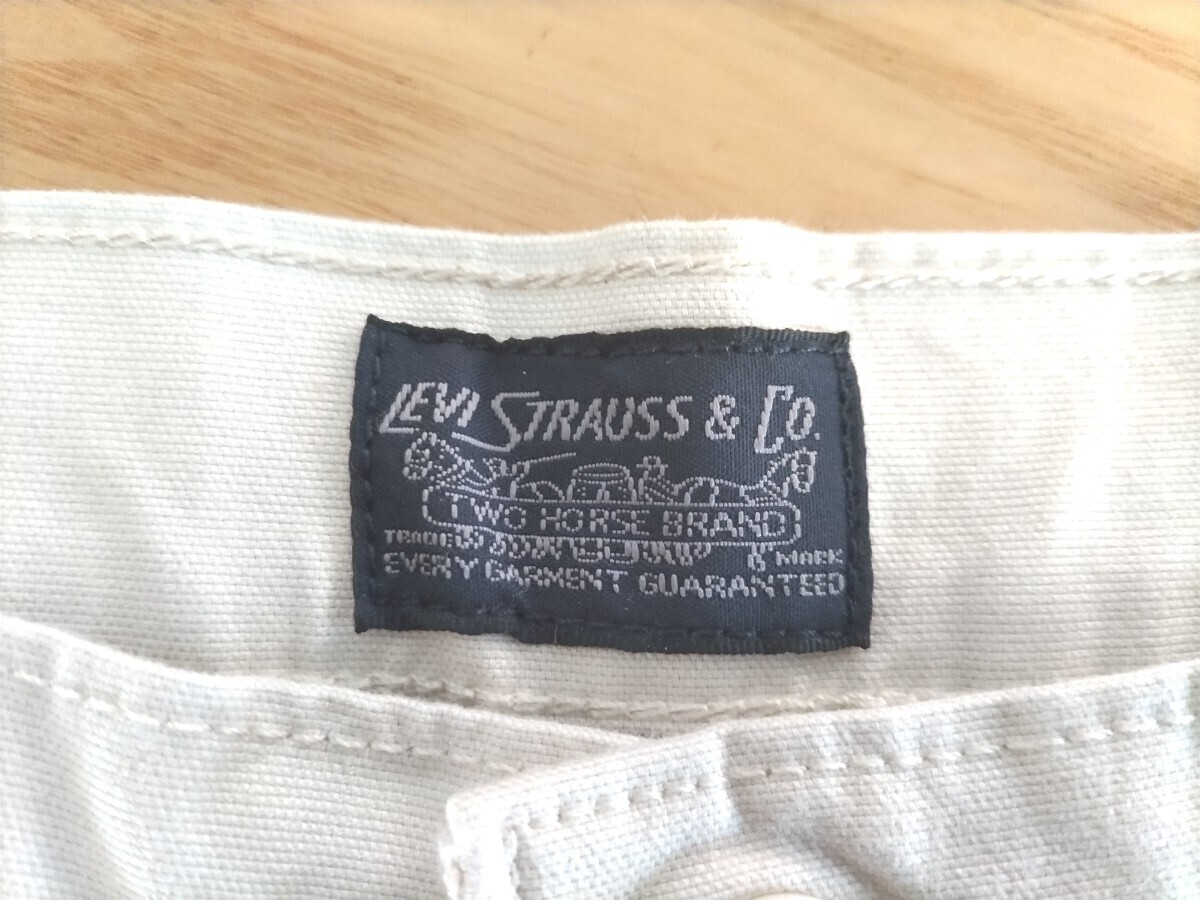 LEVI STRAUSS & CO.
TWO HORSE BRAND
TRADE MARK
EVERY GARMENT GUARANTEED